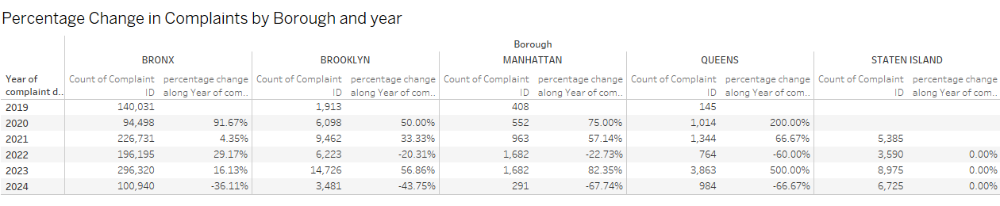 Percentage Change in Complaints by Borough and year
Borough
BRONX BROOKLYN MANHATTAN QUEENS STATEN ISLAND
Year of Count of Complaint percentage change Count of Complaint percentage change Count of Complaint percentage change Count of Complaint percentage change Count of Complaint percentage change
complaint d.. ID along Year of com.. ID along Year of com.. ID along Year of com.. ID along Year of com.. ID along Year of com..
2019 140,031 1,913 408 145
2020 94,498 91.67% 6,098 50.00% 552 75.00% 1,014 200.00%
2021 226,731 4.35% 9,462 33.33% 963 57.14% 1,344 66.67% 5,385
2022 196,195 29.17% 6,223 -20.31% 1,682 -22.73% 764 -60.00% 3,590 0.00%
2023 296,320 16.13% 14,726 56.86% 1,682 82.35% 3,863 500.00% 8,975 0.00%
2024 100,940 -36.11% 3,481 -43.75% 291 -67.74% 984 -66.67% 6,725 0.00%